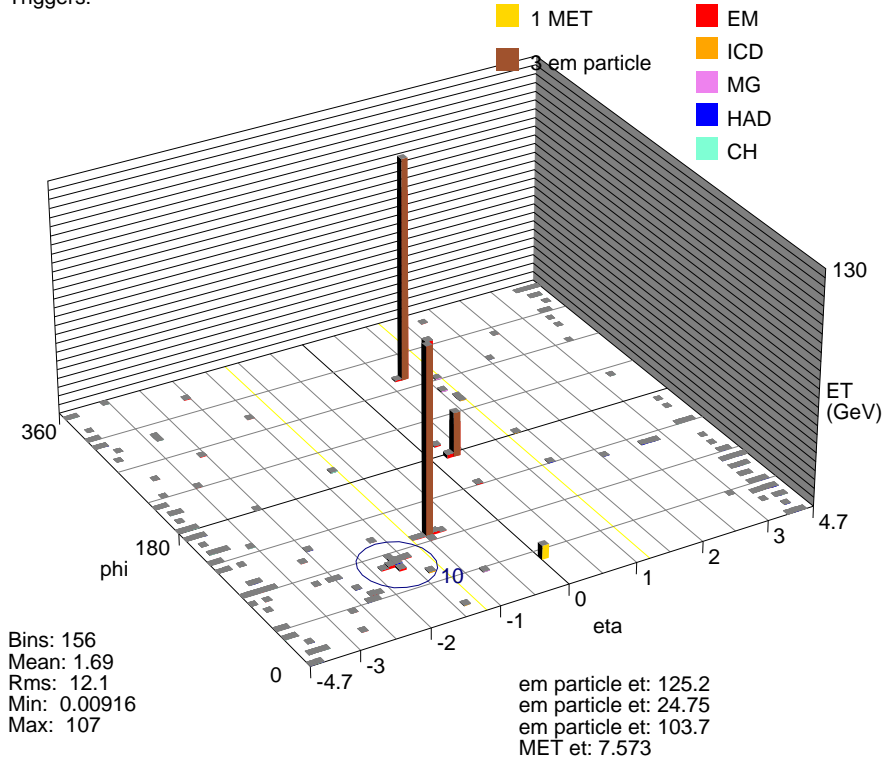 Triggers:
1 MET
3 em particle
EM
ICD
MG
HAD
CH
130
ET
(GeV)
360
180
phi
0
10
-4.7
-3
-2
-1
0
1
2
3
4.7
eta
Bins: 156
Mean: 1.69
Rms: 12.1
Min: 0.00916
Max: 107
em particle et: 125.2
em particle et: 24.75
em particle et: 103.7
MET et: 7.573